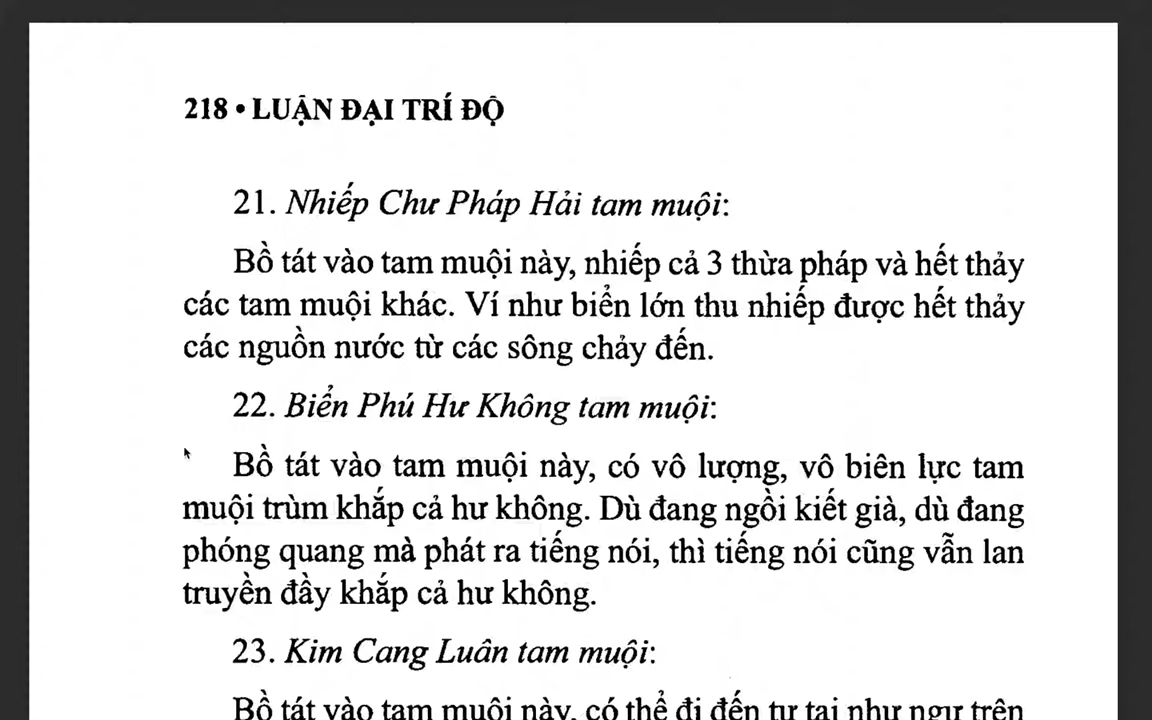 218 • LUẬN ĐẠI TRÍ ĐỘ
21. Nhiếp Chư Pháp Hải tam muội:
Bồ tát vào tam muội này, nhiếp cả 3 thừa pháp và hết thảy
các tam muội khác. Ví như biển lớn thu nhiếp được hết thảy
các nguồn nước từ các sông chảy đến.
22. Biển Phú Hư Không tam muội:
Bồ tát vào tam muội này, có vô lượng, vô biên lực tam
muội trùm khắp cả hư không. Dù đang ngồi kiết già, dù đang
phóng quang mà phát ra tiếng nói, thì tiếng nói cũng vẫn lan
truyền đầy khắp cả hư không.
23. Kim Cang Luân tam muội:
Bồ tát vào tam muội này, có thể đi đến tự tại như ngự trên